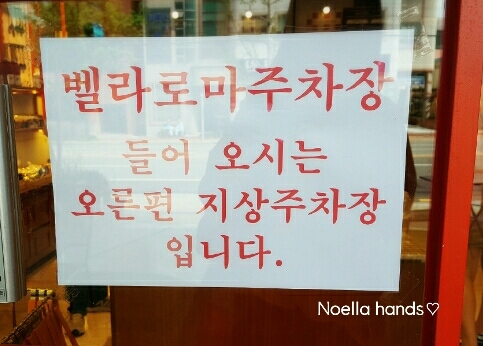 벨라로마주차장
들어 오시는
오른편 지상주차장
입니다.
Noella hands♡